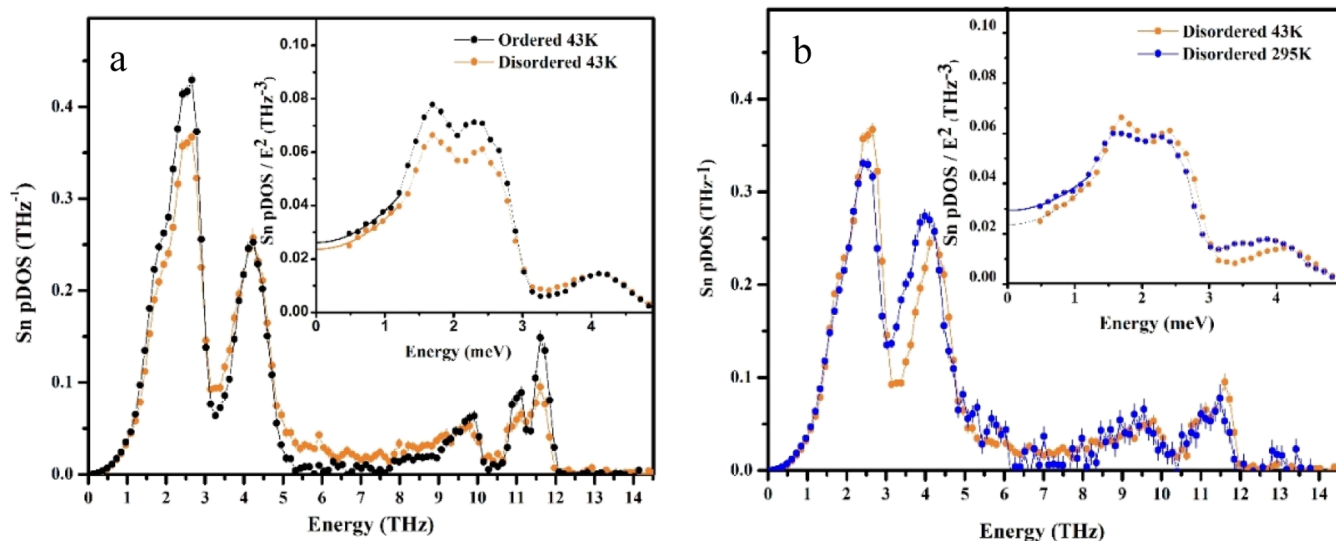 a
Ordered 43K
Disordered 43K
Sn pDOS / E² (THz⁻³)
0.10
0.08
0.06
0.04
0.02
0.00
0 1 2 3 4
Energy (meV)
Sn pDOS (THz⁻¹)
0.4
0.3
0.2
0.1
0.0
0 1 2 3 4 5 6 7 8 9 10 11 12 13 14
Energy (THz)
b
Disordered 43K
Disordered 295K
Sn pDOS / E² (THz⁻³)
0.10
0.08
0.06
0.04
0.02
0.00
0 1 2 3 4
Energy (meV)
Sn pDOS (THz⁻¹)
0.4
0.3
0.2
0.1
0.0
0 1 2 3 4 5 6 7 8 9 10 11 12 13 14
Energy (THz)